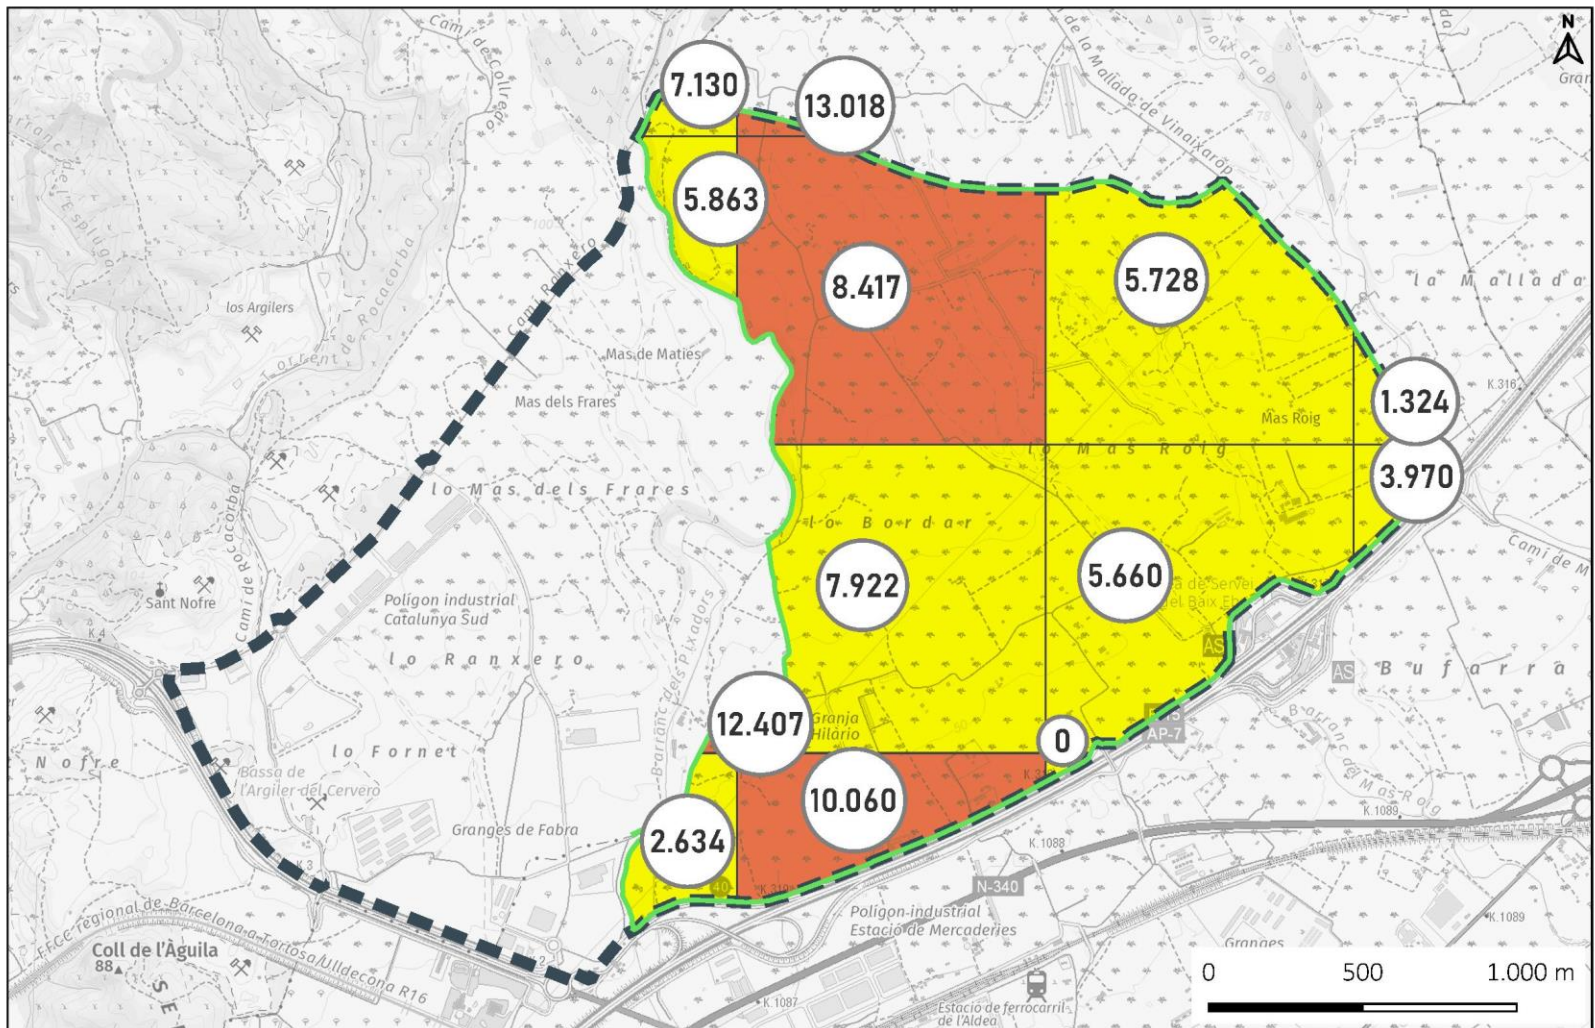 lo Bordar
N
Camí de Collredó
7.130
13.018
de la Mallada de Vinaixarop
5.863
8.417
5.728
la Mallada
los Argilers
Torrent de Rocacorba
Camí Ranxero
Mas de Maties
Mas dels Frares
Mas Roig
1.324
K.316
lo Mas Roig
3.970
lo Mas dels Frares
lo Bordar
7.922
5.660
Sant Nofre
Camí de Rocacorba
Polígon industrial
Catalunya Sud
K 4
lo Ranxero
Barranc dels Pixadors
AS
AS
Bufarra
12.407
Granja
Hilàrio
0
AP-7
lo Fornet
Nofre
Bassa de
l'Argiler del Cervero
Barranc del Mas Roig
10.060
2.634
Granges de Fabra
K.1089
K.1088
K 3
N-340
FFCC regional de Barcelona a Tortosa/Ulldecona R16
Polígon industrial
Estació de Mercaderies
K.1089
Coll de l'Àguila
88
Granges
K.1087
Estació de ferrocarril
de l'Aldea
0 500 1.000 m